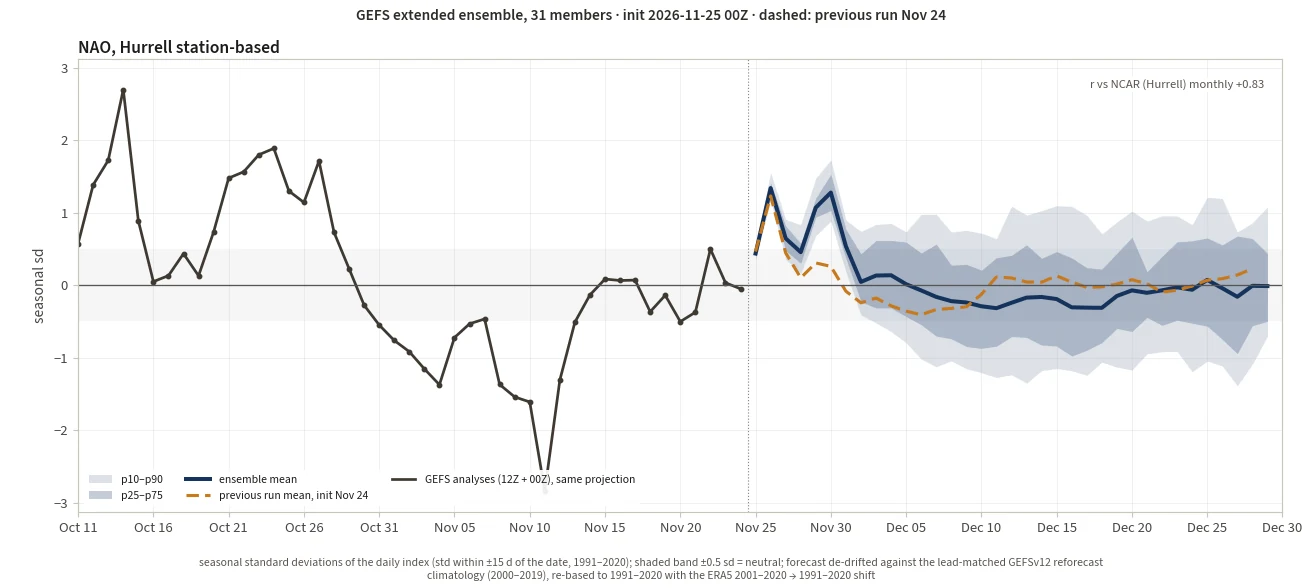 GEFS extended ensemble, 31 members · init 2026-11-25 00Z · dashed: previous run Nov 24
NAO, Hurrell station-based
r vs NCAR (Hurrell) monthly +0.83
seasonal sd
3
2
1
0
−1
−2
−3
p10–p90
p25–p75
ensemble mean
previous run mean, init Nov 24
GEFS analyses (12Z + 00Z), same projection
Oct 11 Oct 16 Oct 21 Oct 26 Oct 31 Nov 05 Nov 10 Nov 15 Nov 20 Nov 25 Nov 30 Dec 05 Dec 10 Dec 15 Dec 20 Dec 25 Dec 30
seasonal standard deviations of the daily index (std within ±15 d of the date, 1991–2020); shaded band ±0.5 sd = neutral; forecast de-drifted against the lead-matched GEFSv12 reforecast
climatology (2000–2019), re-based to 1991–2020 with the ERA5 2001–2020 → 1991–2020 shift